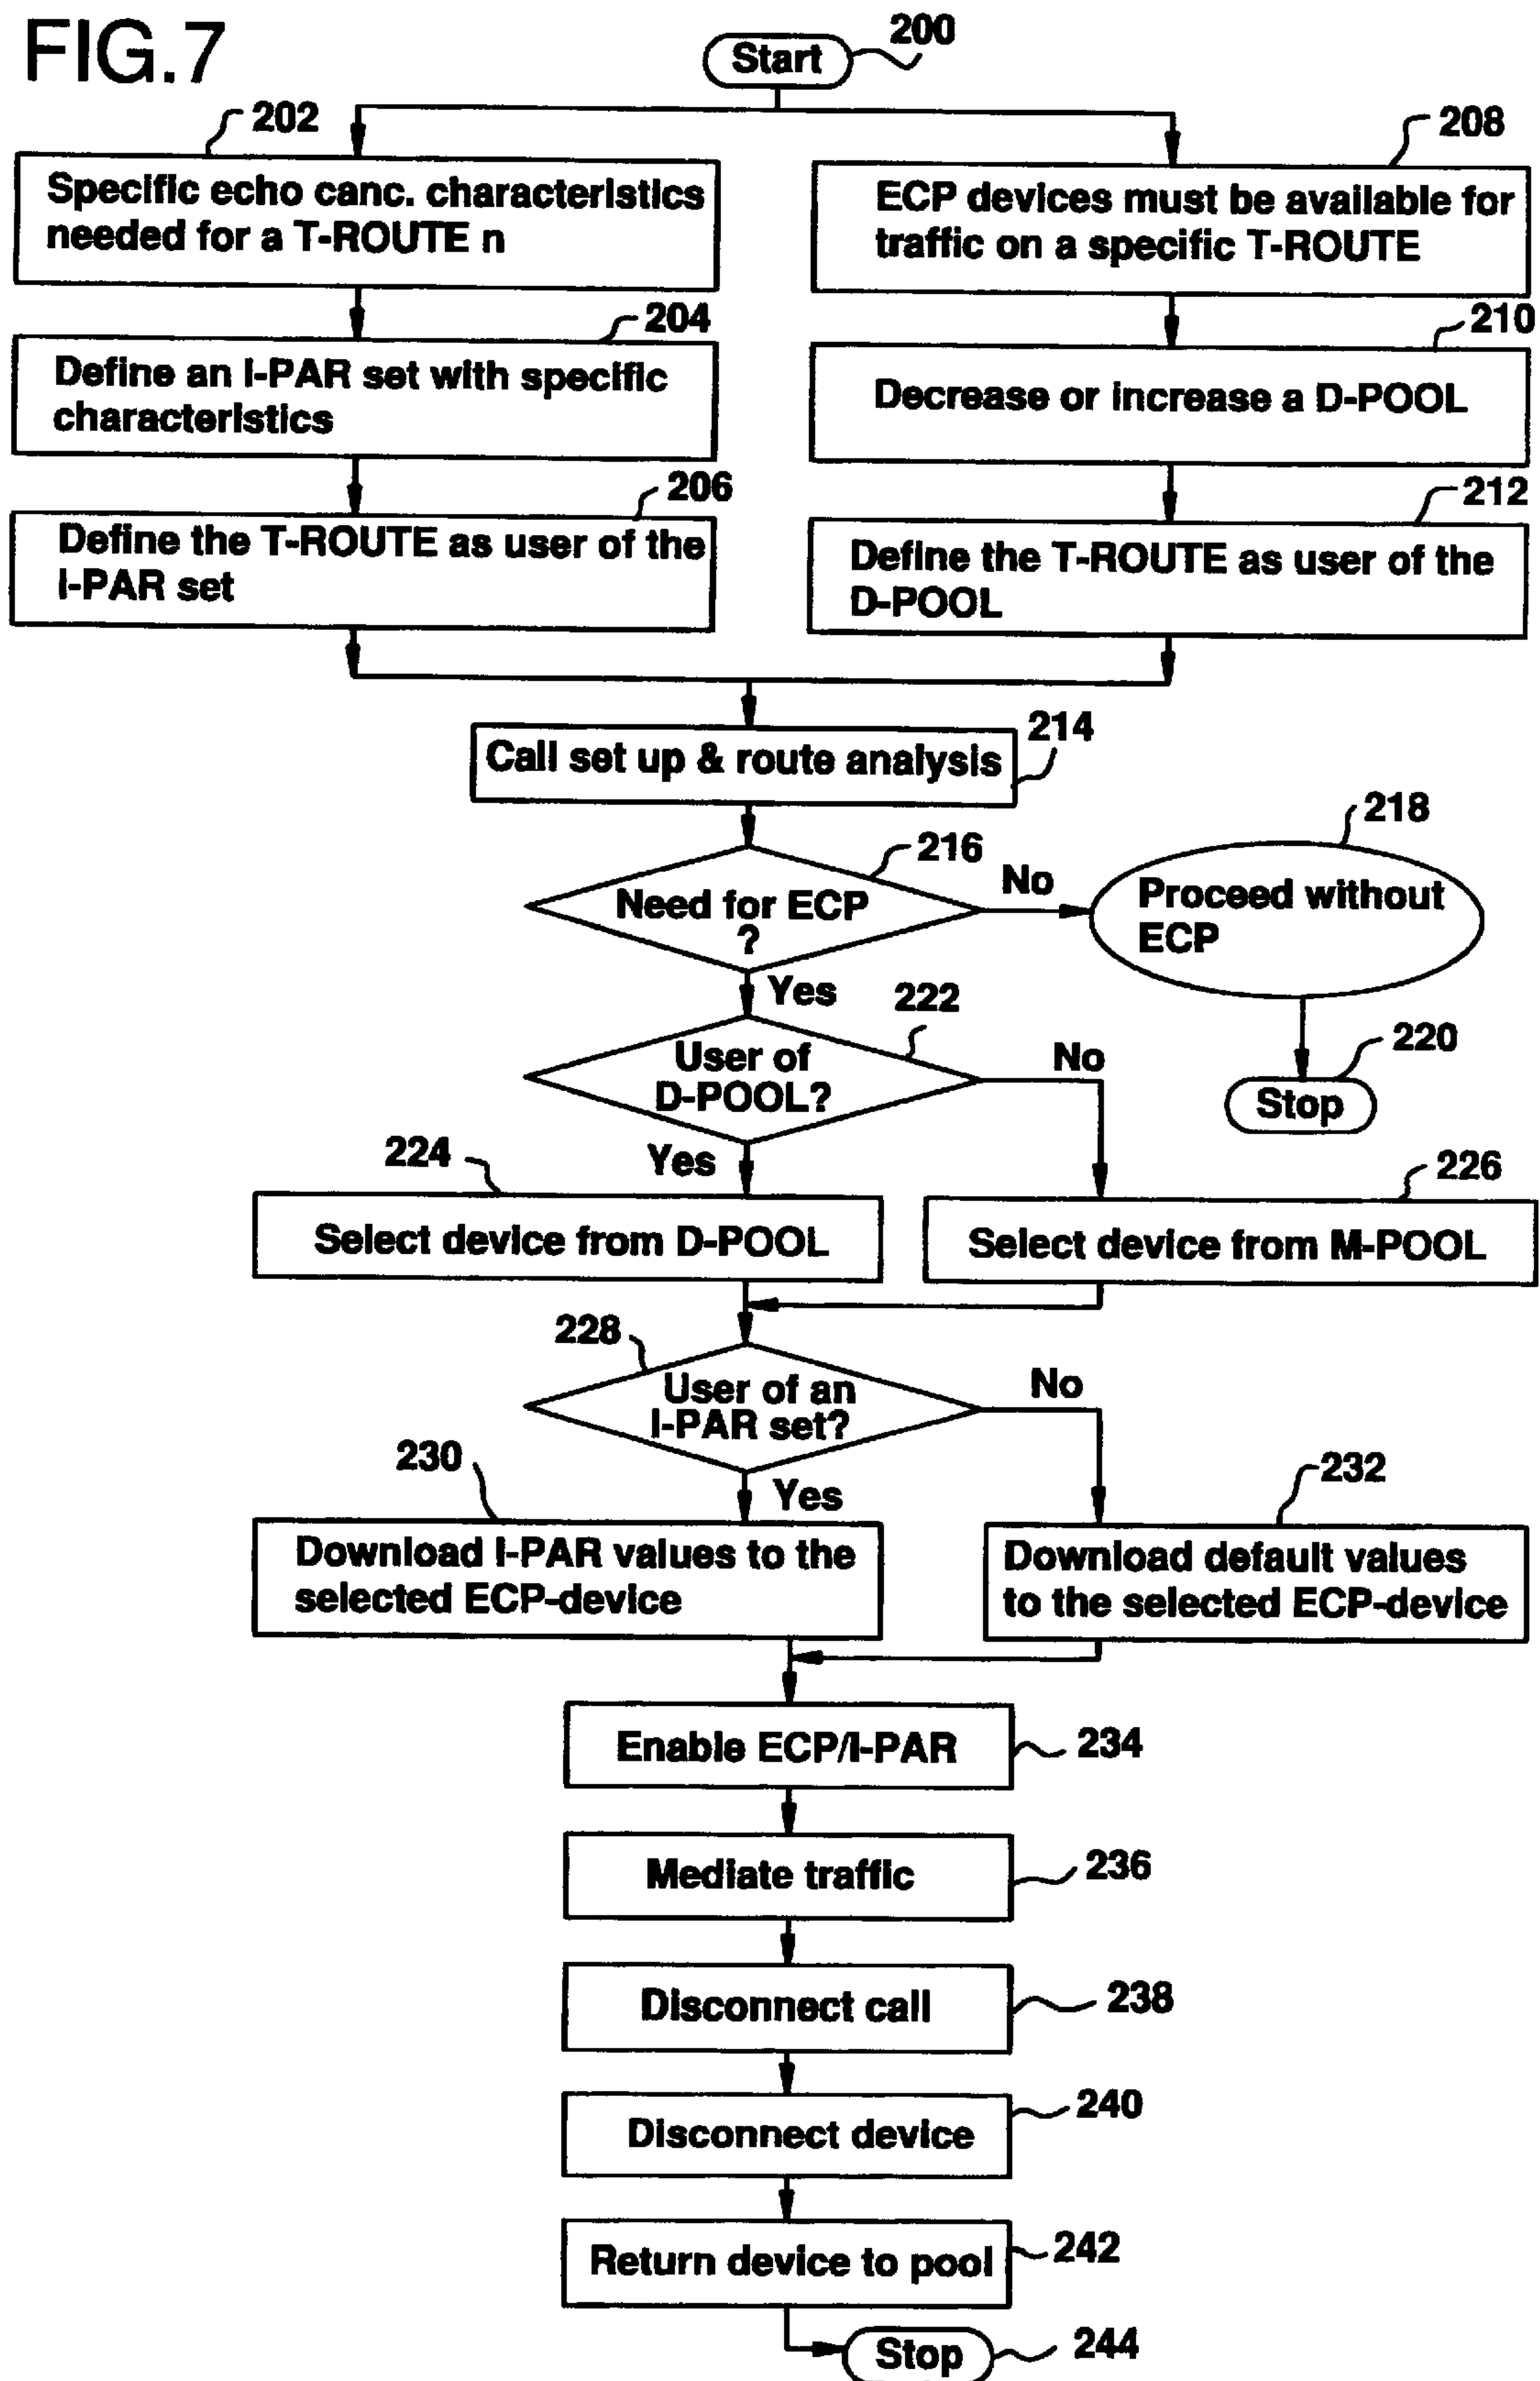 FIG.7
Start
200
202
Specific echo canc. characteristics
needed for a T-ROUTE n
208
ECP devices must be available for
traffic on a specific T-ROUTE
204
Define an I-PAR set with specific
characteristics
210
Decrease or increase a D-POOL
206
Define the T-ROUTE as user of the
I-PAR set
212
Define the T-ROUTE as user of the
D-POOL
214
Call set up & route analysis
216
Need for ECP
?
No
218
Proceed without
ECP
Yes
220
Stop
222
User of
D-POOL?
No
Yes
224
Select device from D-POOL
226
Select device from M-POOL
228
User of an
I-PAR set?
No
Yes
230
Download I-PAR values to the
selected ECP-device
232
Download default values
to the selected ECP-device
Enable ECP/I-PAR
234
Mediate traffic
236
Disconnect call
238
Disconnect device
240
Return device to pool
242
Stop
244